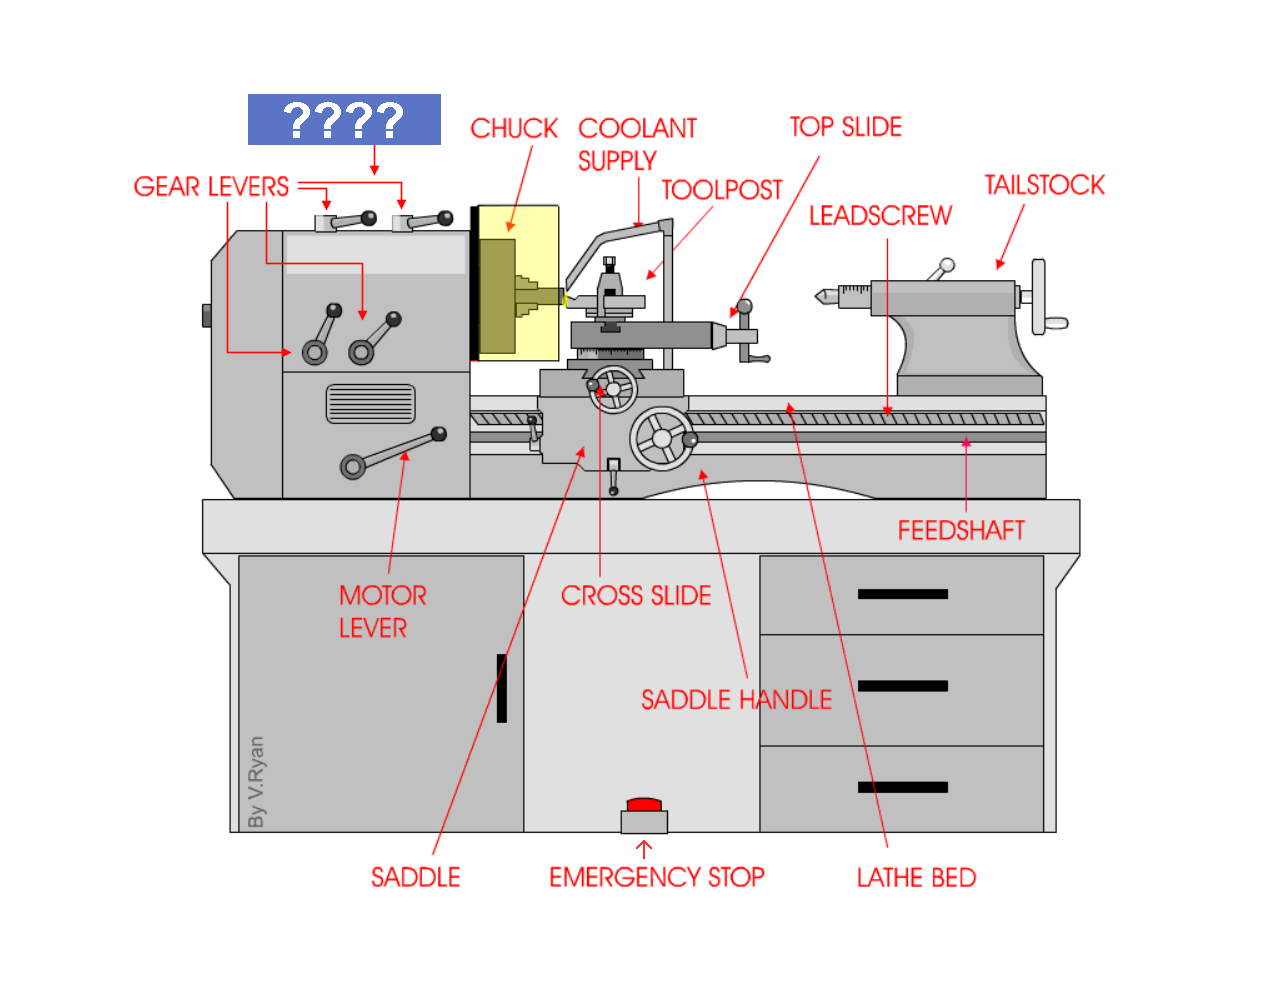 ????
CHUCK
COOLANT
SUPPLY
TOP SLIDE
GEAR LEVERS
TOOLPOST
TAILSTOCK
LEADSCREW
FEEDSHAFT
MOTOR
LEVER
CROSS SLIDE
SADDLE HANDLE
By V.Ryan
SADDLE
EMERGENCY STOP
LATHE BED